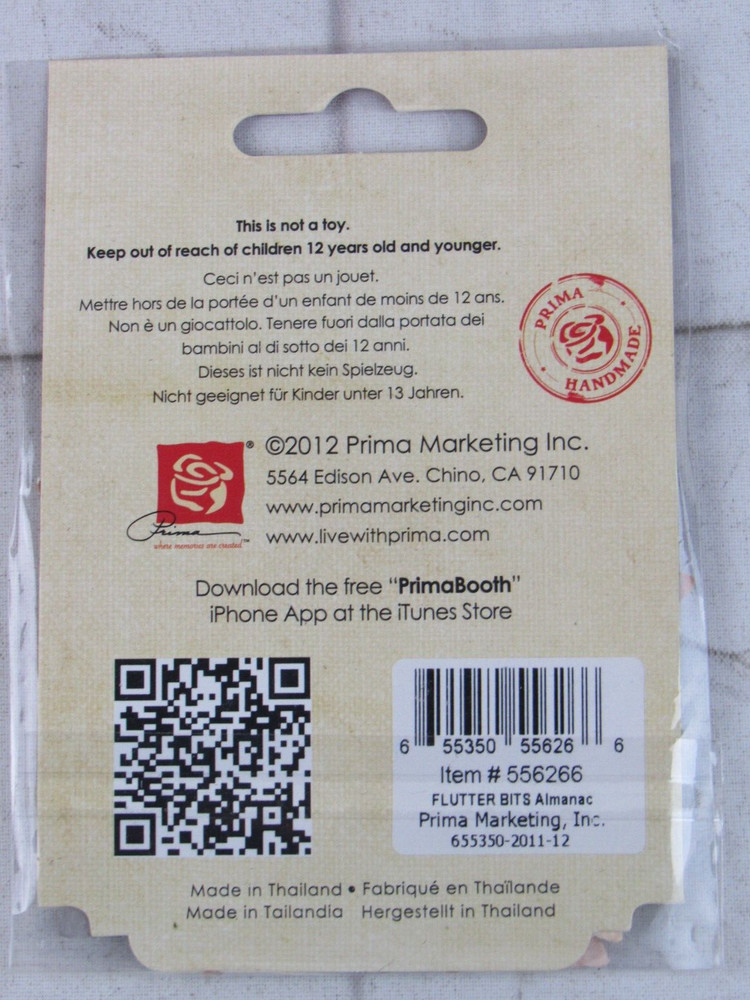 This is not a toy.
Keep out of reach of children 12 years old and younger.
Ceci n'est pas un jouet.
Mettre hors de la portée d'un enfant de moins de 12 ans.
Non è un giocattolo. Tenere fuori dalla portata dei
bambini al di sotto dei 12 anni.
Dieses ist nicht kein Spielzeug.
Nicht geeignet für Kinder unter 13 Jahren.
PRIMA
HANDMADE
®
©2012 Prima Marketing Inc.
5564 Edison Ave. Chino, CA 91710
www.primamarketinginc.com
www.livewithprima.com
Prima
where memories are created™
Download the free “PrimaBooth”
iPhone App at the iTunes Store
6 55350 55626 6
Item # 556266
FLUTTER BITS Almanac
Prima Marketing, Inc.
655350-2011-12
Made in Thailand • Fabriqué en Thaïlande
Made in Tailandia Hergestellt in Thailand